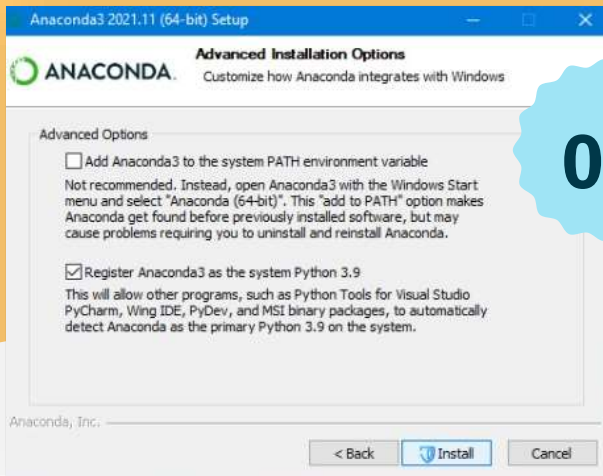 Anaconda3 2021.11 (64-bit) Setup
Advanced Installation Options
ANACONDA.
Customize how Anaconda integrates with Windows
0
Advanced Options
Add Anaconda3 to the system PATH environment variable
Not recommended. Instead, open Anaconda3 with the Windows Start
menu and select "Anaconda (64-bit)". This "add to PATH" option makes
Anaconda get found before previously installed software, but may
cause problems requiring you to uninstall and reinstall Anaconda.
Register Anaconda3 as the system Python 3.9
This will allow other programs, such as Python Tools for Visual Studio
PyCharm, Wing IDE, PyDev, and MSI binary packages, to automatically
detect Anaconda as the primary Python 3.9 on the system.
Anaconda, Inc.
< Back Install Cancel